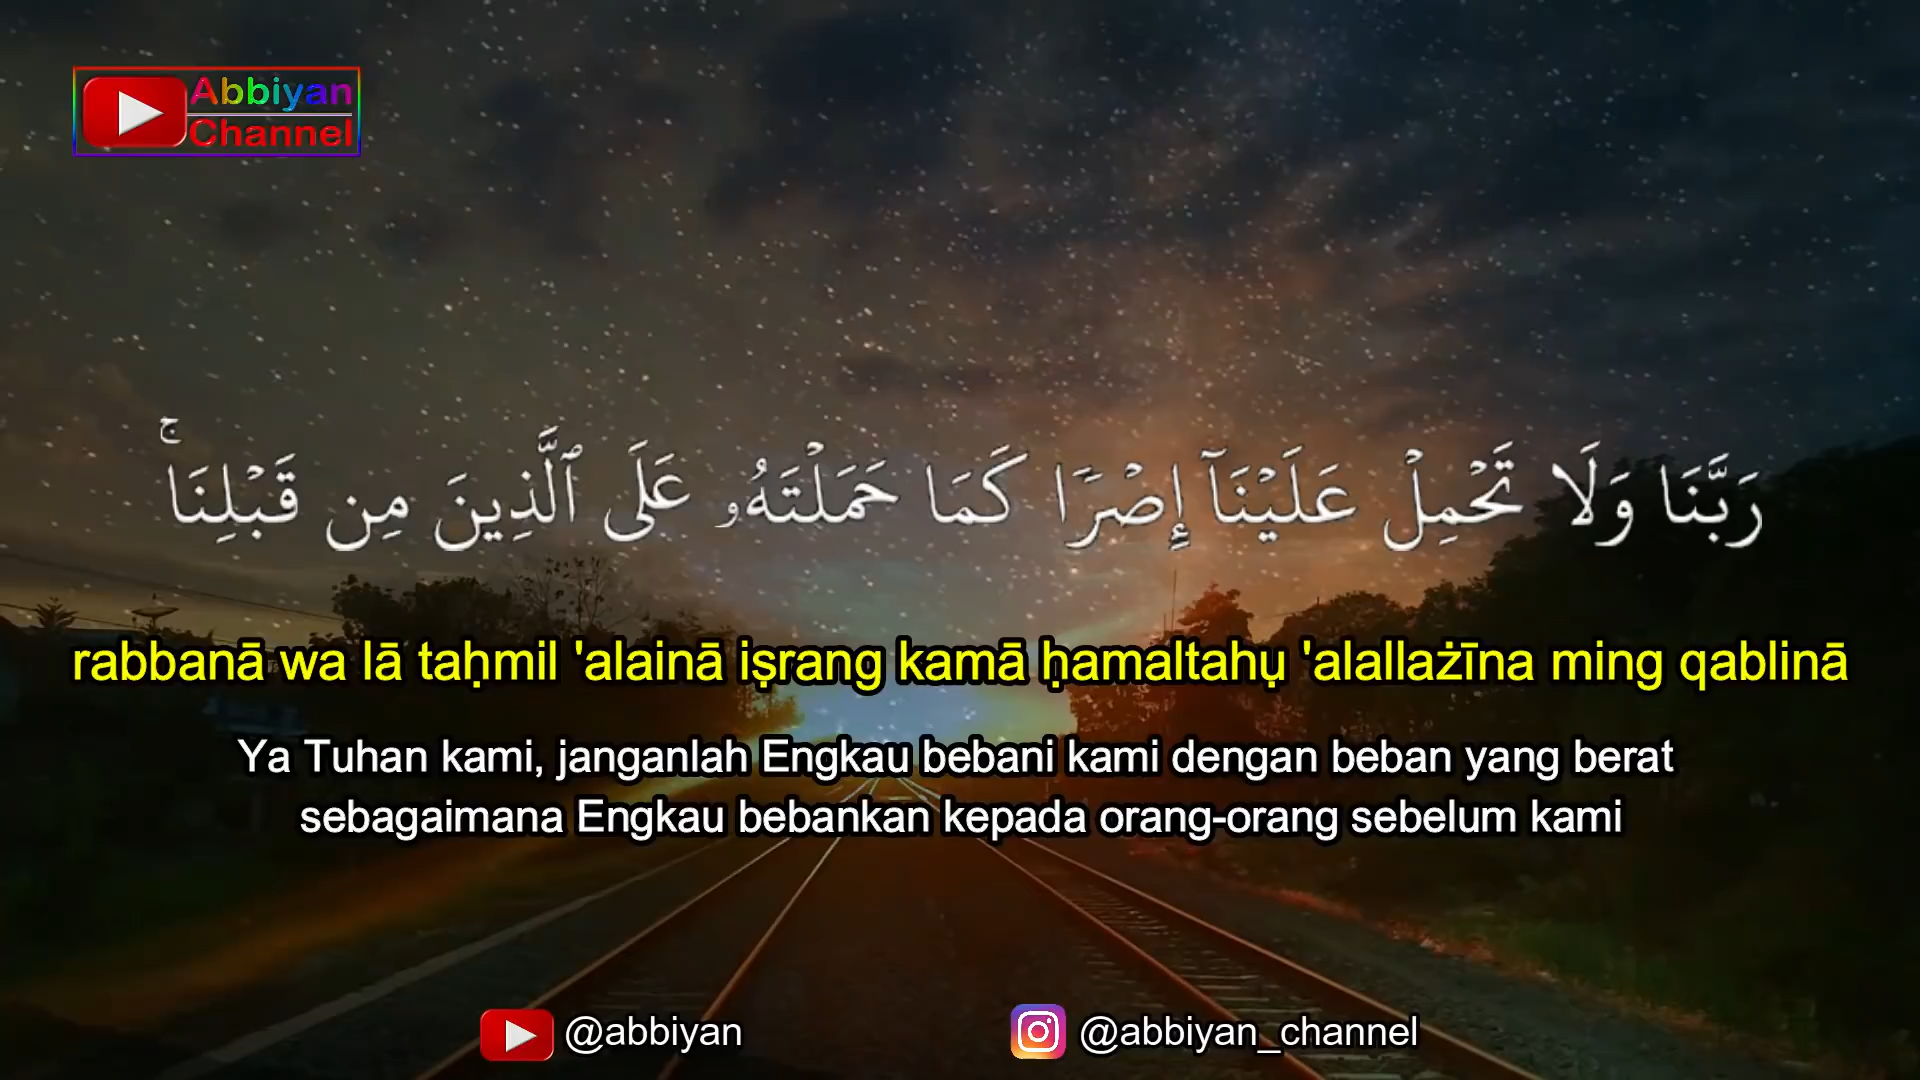 Abbiyan
Channel
رَبَّنَا وَلَا تَحْمِلْ عَلَيْنَآ إِصْرًا كَمَا حَمَلْتَهُۥ عَلَى ٱلَّذِينَ مِن قَبْلِنَا ۚ
rabbanā wa lā taḥmil 'alainā iṣrang kamā ḥamaltahụ 'alallażīna ming qablinā
Ya Tuhan kami, janganlah Engkau bebani kami dengan beban yang berat
sebagaimana Engkau bebankan kepada orang-orang sebelum kami
@abbiyan
@abbiyan_channel